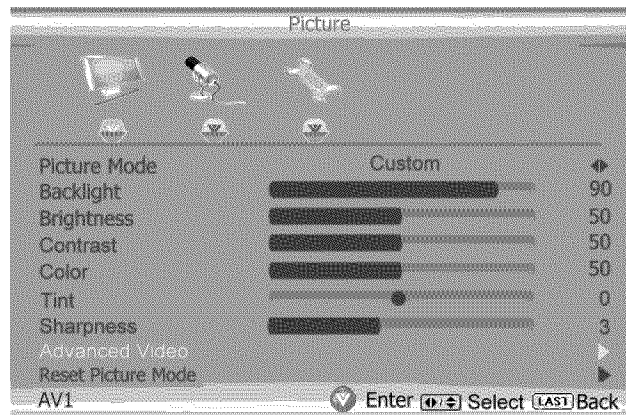 Picture
Picture Mode Custom
Backlight 90
Brightness 50
Contrast 50
Color 50
Tint 0
Sharpness 3
Advanced Video
Reset Picture Mode
AV1 Enter Select LAST Back